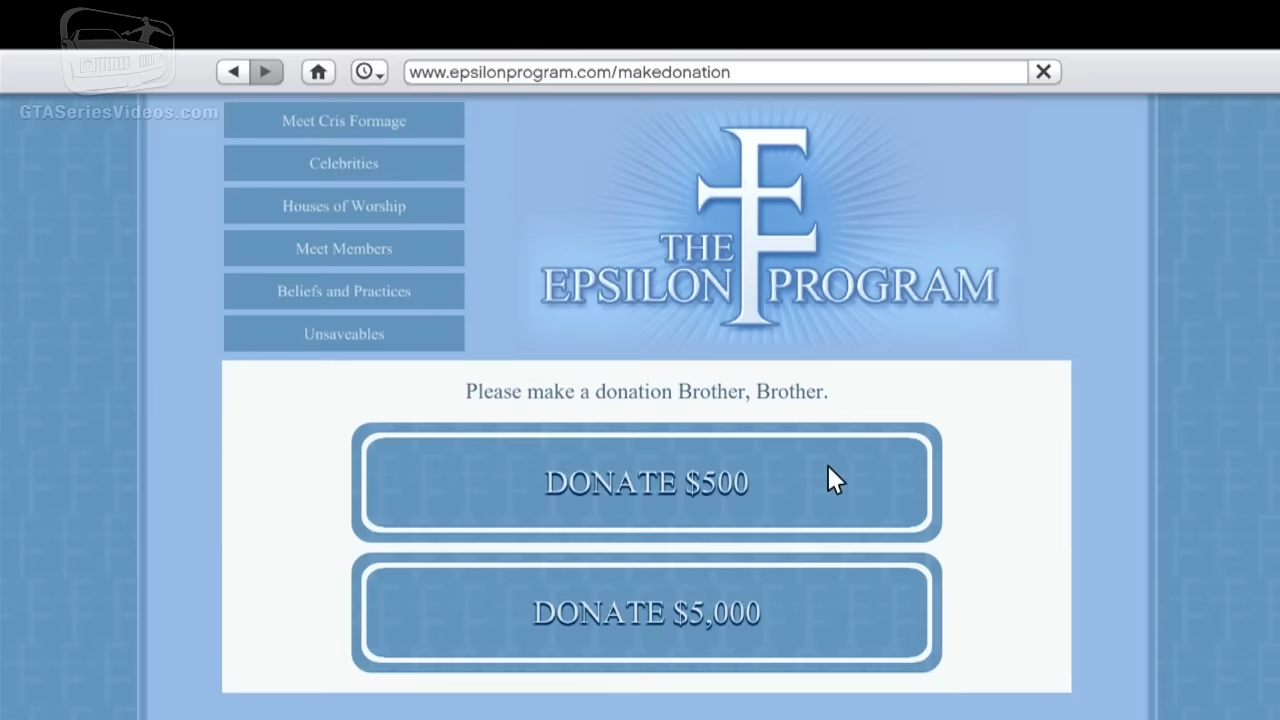 GTASeriesVideos.com
www.epsilonprogram.com/makedonation
Meet Cris Formage
Celebrities
Houses of Worship
Meet Members
Beliefs and Practices
Unsaveables
THE
EPSILON PROGRAM
Please make a donation Brother, Brother.
DONATE $500
DONATE $5,000